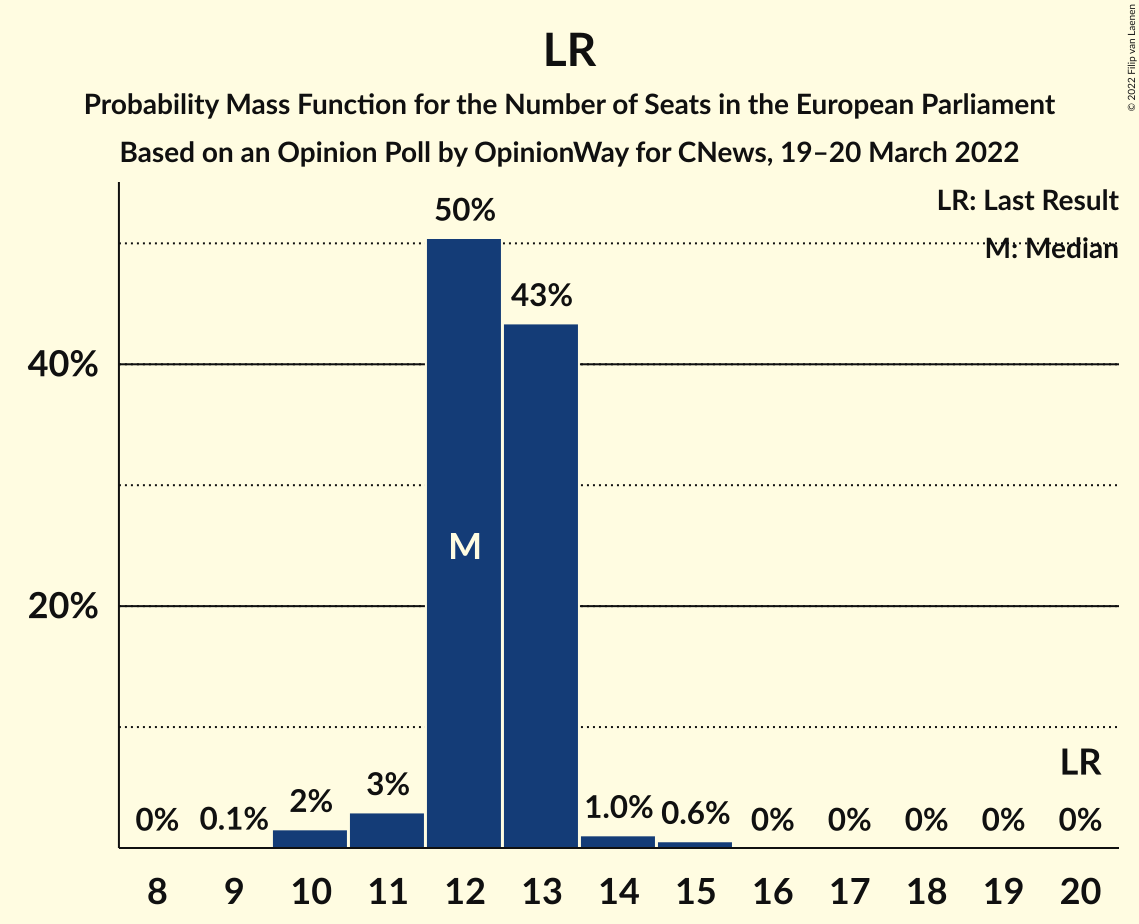 LR
Probability Mass Function for the Number of Seats in the European Parliament
Based on an Opinion Poll by OpinionWay for CNews, 19–20 March 2022
© 2022 Filip van Laenen
LR: Last Result
M: Median
50%
43%
40%
M
20%
LR
0% 0.1% 2% 3% 1.0% 0.6% 0% 0% 0% 0% 0%
8 9 10 11 12 13 14 15 16 17 18 19 20